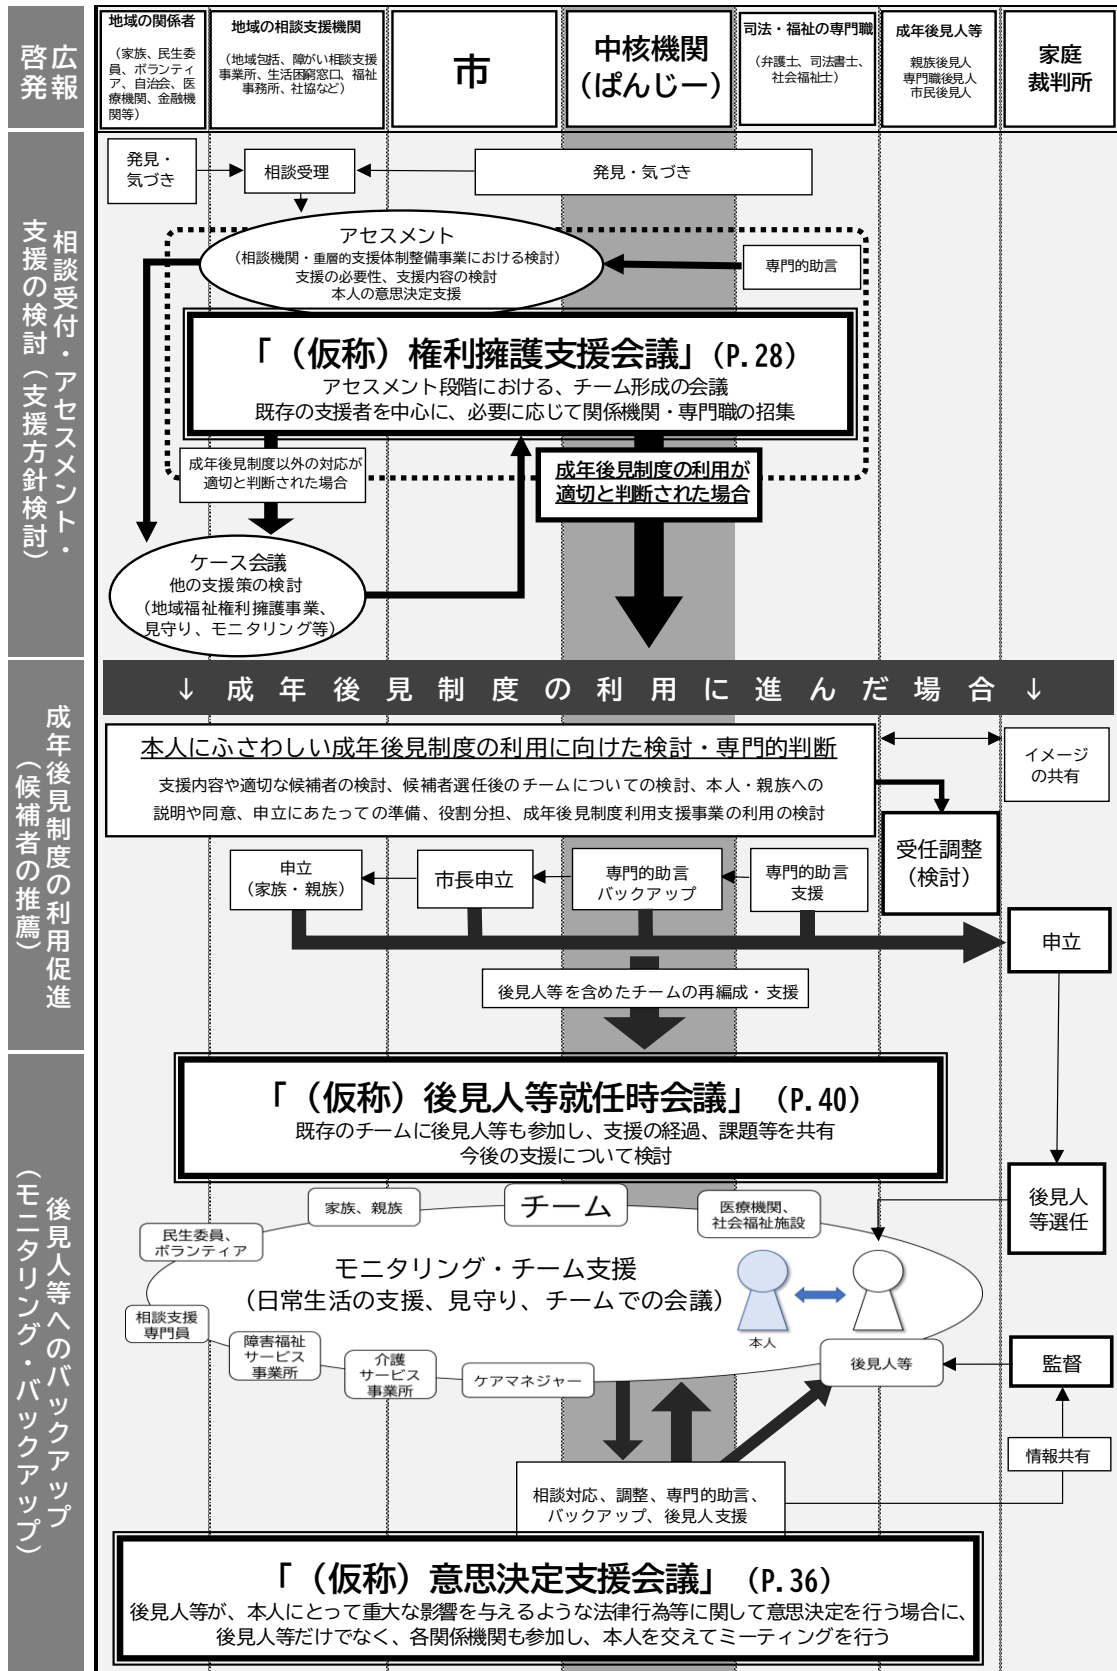 広報
啓発
地域の関係者
（家族、民生委
員、ボランティ
ア、自治会、医
療機関、金融機
関等）
地域の相談支援機関
（地域包括、障がい相談支援
事業所、生活困窮窓口、福祉
事務所、社協など）
市
中核機関
（ぱんじー）
司法・福祉の専門職
（弁護士、司法書士、
社会福祉士）
成年後見人等
親族後見人
専門職後見人
市民後見人
家庭
裁判所
相談受付・アセスメント・
支援の検討（支援方針検討）
発見・
気づき
相談受理
発見・気づき
アセスメント
（相談機関・重層的支援体制整備事業における検討）
支援の必要性、支援内容の検討
本人の意思決定支援
専門的助言
「（仮称）権利擁護支援会議」（P.28）
アセスメント段階における、チーム形成の会議
既存の支援者を中心に、必要に応じて関係機関・専門職の招集
成年後見制度以外の対応が
適切と判断された場合
成年後見制度の利用が
適切と判断された場合
ケース会議
他の支援策の検討
（地域福祉権利擁護事業、
見守り、モニタリング等）
↓成年後見制度の利用に進んだ場合↓
成年後見制度の利用促進
（候補者の推薦）
本人にふさわしい成年後見制度の利用に向けた検討・専門的判断
支援内容や適切な候補者の検討、候補者選任後のチームについての検討、本人・親族への
説明や同意、申立にあたっての準備、役割分担、成年後見制度利用支援事業の利用の検討
イメージ
の共有
受任調整
（検討）
申立
（家族・親族）
市長申立
専門的助言
バックアップ
専門的助言
支援
申立
後見人等を含めたチームの再編成・支援
後見人等へのバックアップ
（モニタリング・バックアップ）
「（仮称）後見人等就任時会議」（P.40）
既存のチームに後見人等も参加し、支援の経過、課題等を共有
今後の支援について検討
後見人
等選任
家族、親族
チーム
医療機関、
社会福祉施設
民生委員、
ボランティア
モニタリング・チーム支援
（日常生活の支援、見守り、チームでの会議）
本人
相談支援
専門員
障害福祉
サービス
事業所
介護
サービス
事業所
ケアマネジャー
後見人等
監督
情報共有
相談対応、調整、専門的助言、
バックアップ、後見人支援
「（仮称）意思決定支援会議」（P.36）
後見人等が、本人にとって重大な影響を与えるような法律行為等に関して意思決定を行う場合に、
後見人等だけでなく、各関係機関も参加し、本人を交えてミーティングを行う